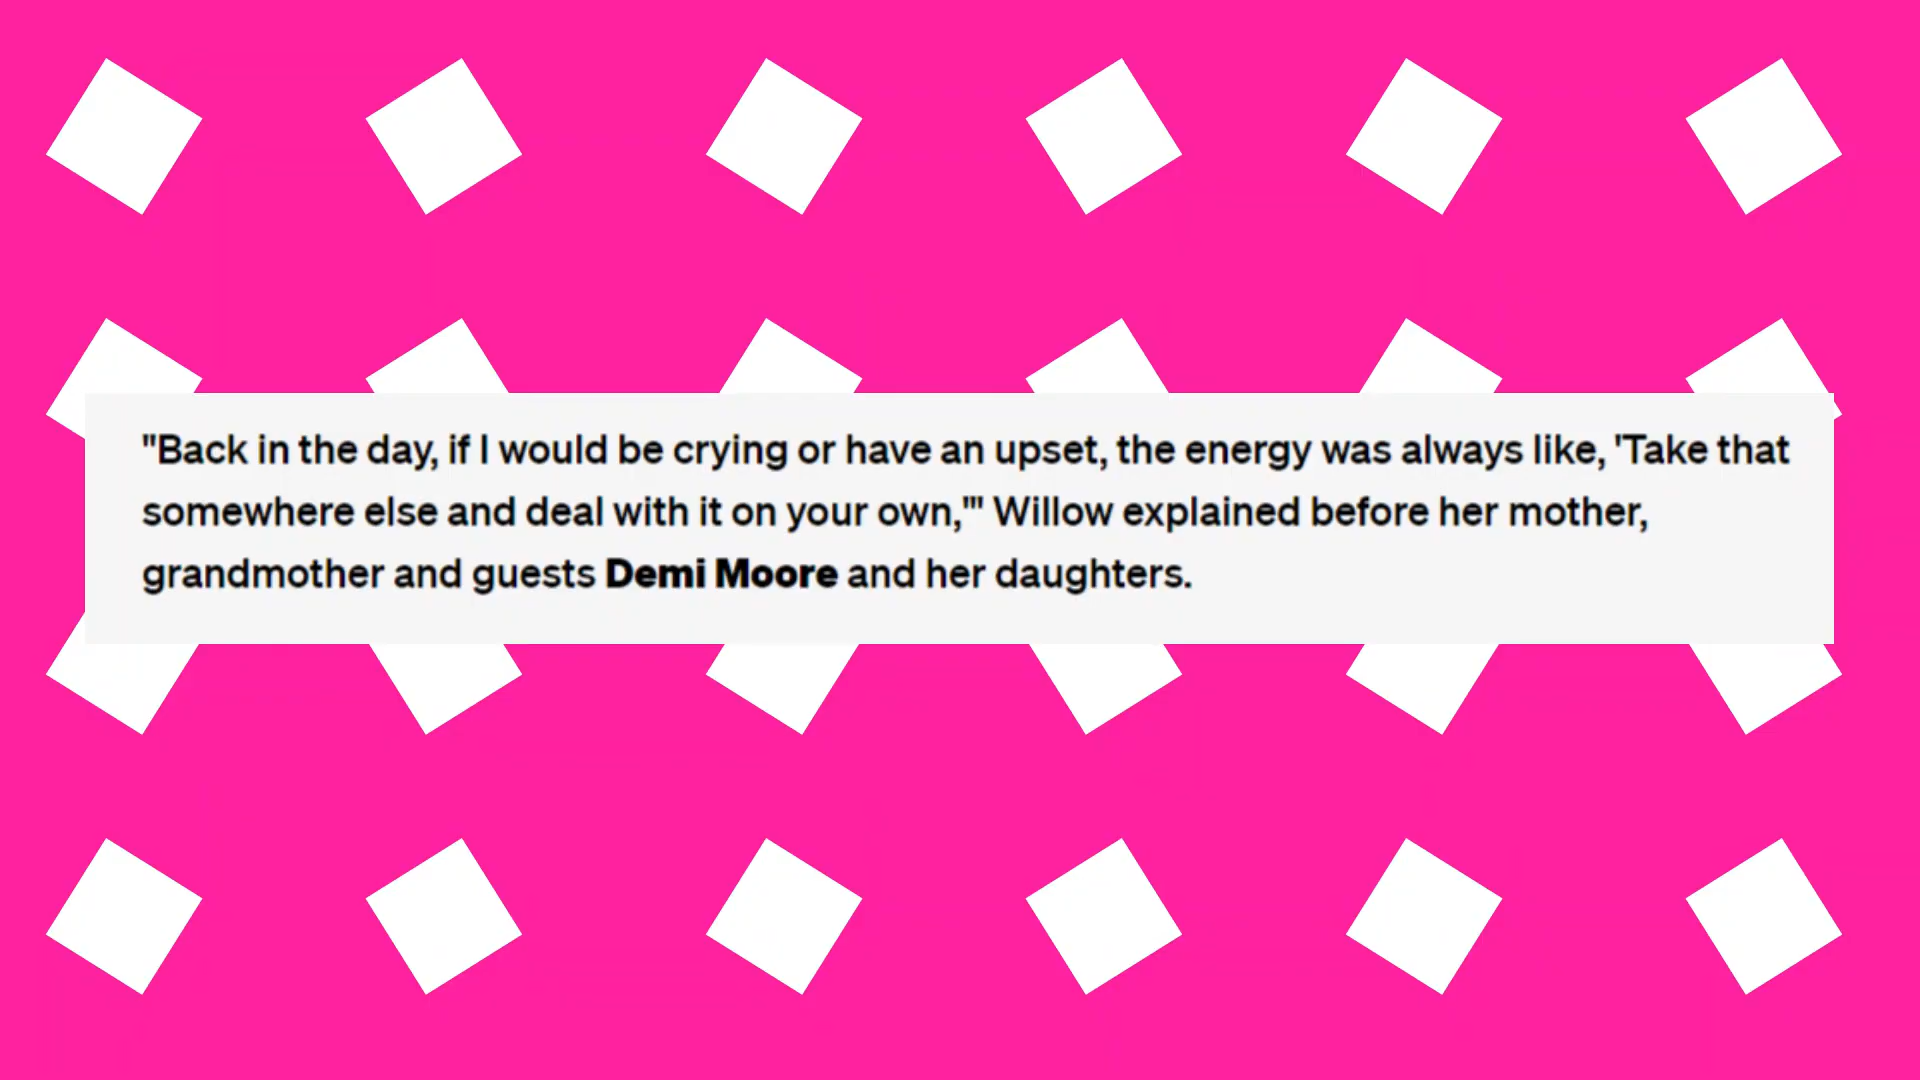 "Back in the day, if I would be crying or have an upset, the energy was always like, 'Take that
somewhere else and deal with it on your own,'" Willow explained before her mother,
grandmother and guests Demi Moore and her daughters.